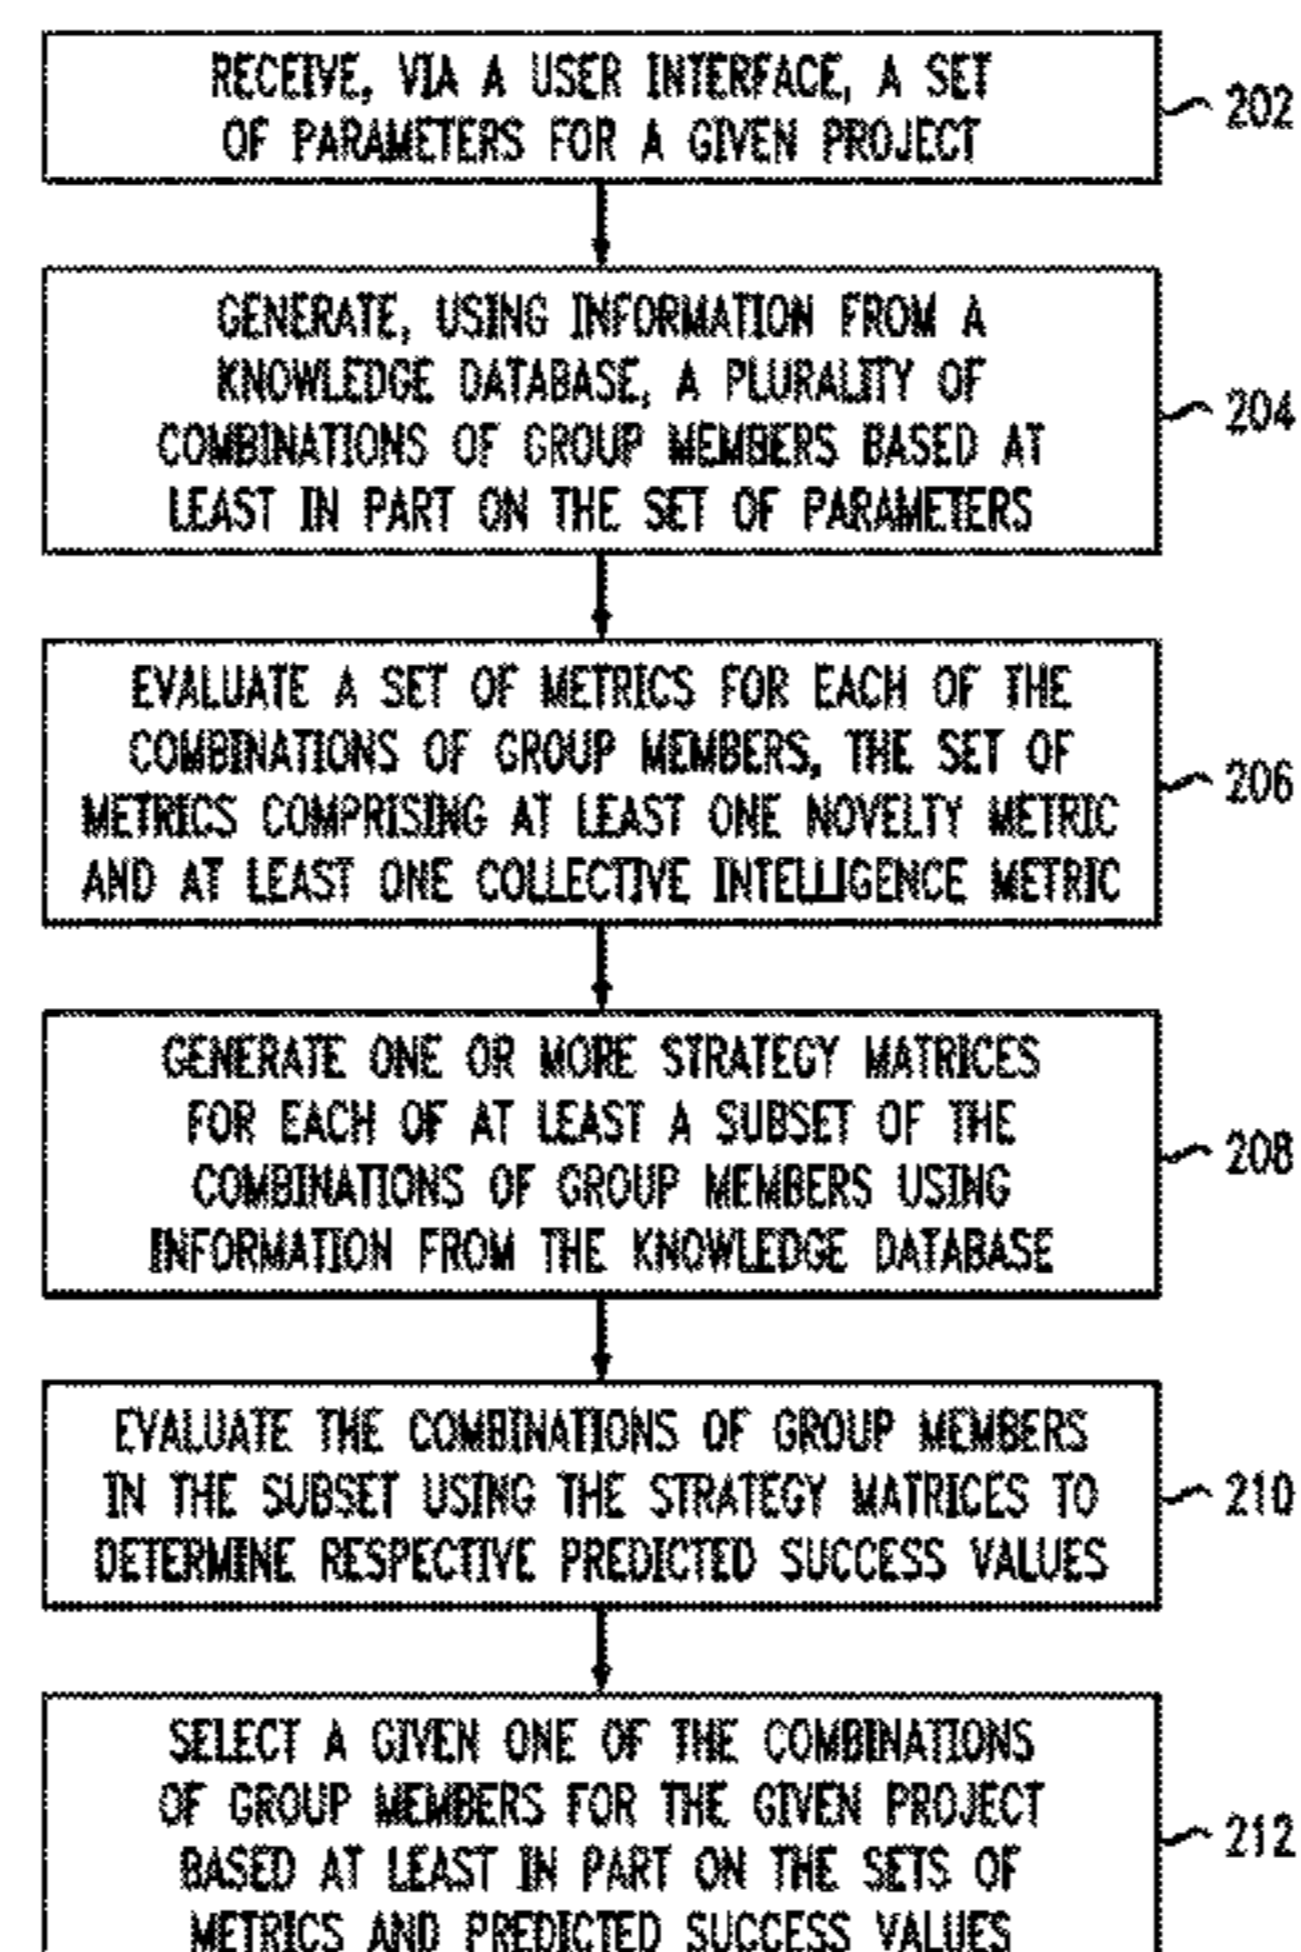 RECEIVE, VIA A USER INTERFACE, A SET
OF PARAMETERS FOR A GIVEN PROJECT
202
GENERATE, USING INFORMATION FROM A
KNOWLEDGE DATABASE, A PLURALITY OF
COMBINATIONS OF GROUP MEMBERS BASED AT
LEAST IN PART ON THE SET OF PARAMETERS
204
EVALUATE A SET OF METRICS FOR EACH OF THE
COMBINATIONS OF GROUP MEMBERS, THE SET OF
METRICS COMPRISING AT LEAST ONE NOVELTY METRIC
AND AT LEAST ONE COLLECTIVE INTELLIGENCE METRIC
206
GENERATE ONE OR MORE STRATEGY MATRICES
FOR EACH OF AT LEAST A SUBSET OF THE
COMBINATIONS OF GROUP MEMBERS USING
INFORMATION FROM THE KNOWLEDGE DATABASE
208
EVALUATE THE COMBINATIONS OF GROUP MEMBERS
IN THE SUBSET USING THE STRATEGY MATRICES TO
DETERMINE RESPECTIVE PREDICTED SUCCESS VALUES
210
SELECT A GIVEN ONE OF THE COMBINATIONS
OF GROUP MEMBERS FOR THE GIVEN PROJECT
BASED AT LEAST IN PART ON THE SETS OF
METRICS AND PREDICTED SUCCESS VALUES
212